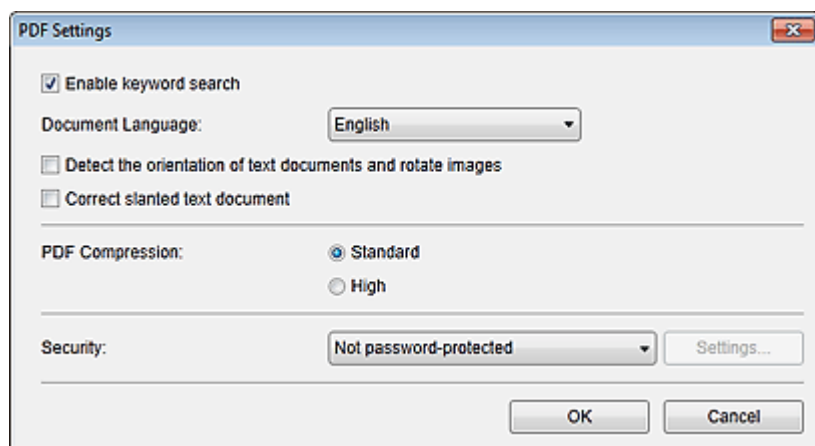 PDF Settings
Enable keyword search
Document Language: English
Detect the orientation of text documents and rotate images
Correct slanted text document
PDF Compression: Standard
High
Security: Not password-protected Settings...
OK Cancel